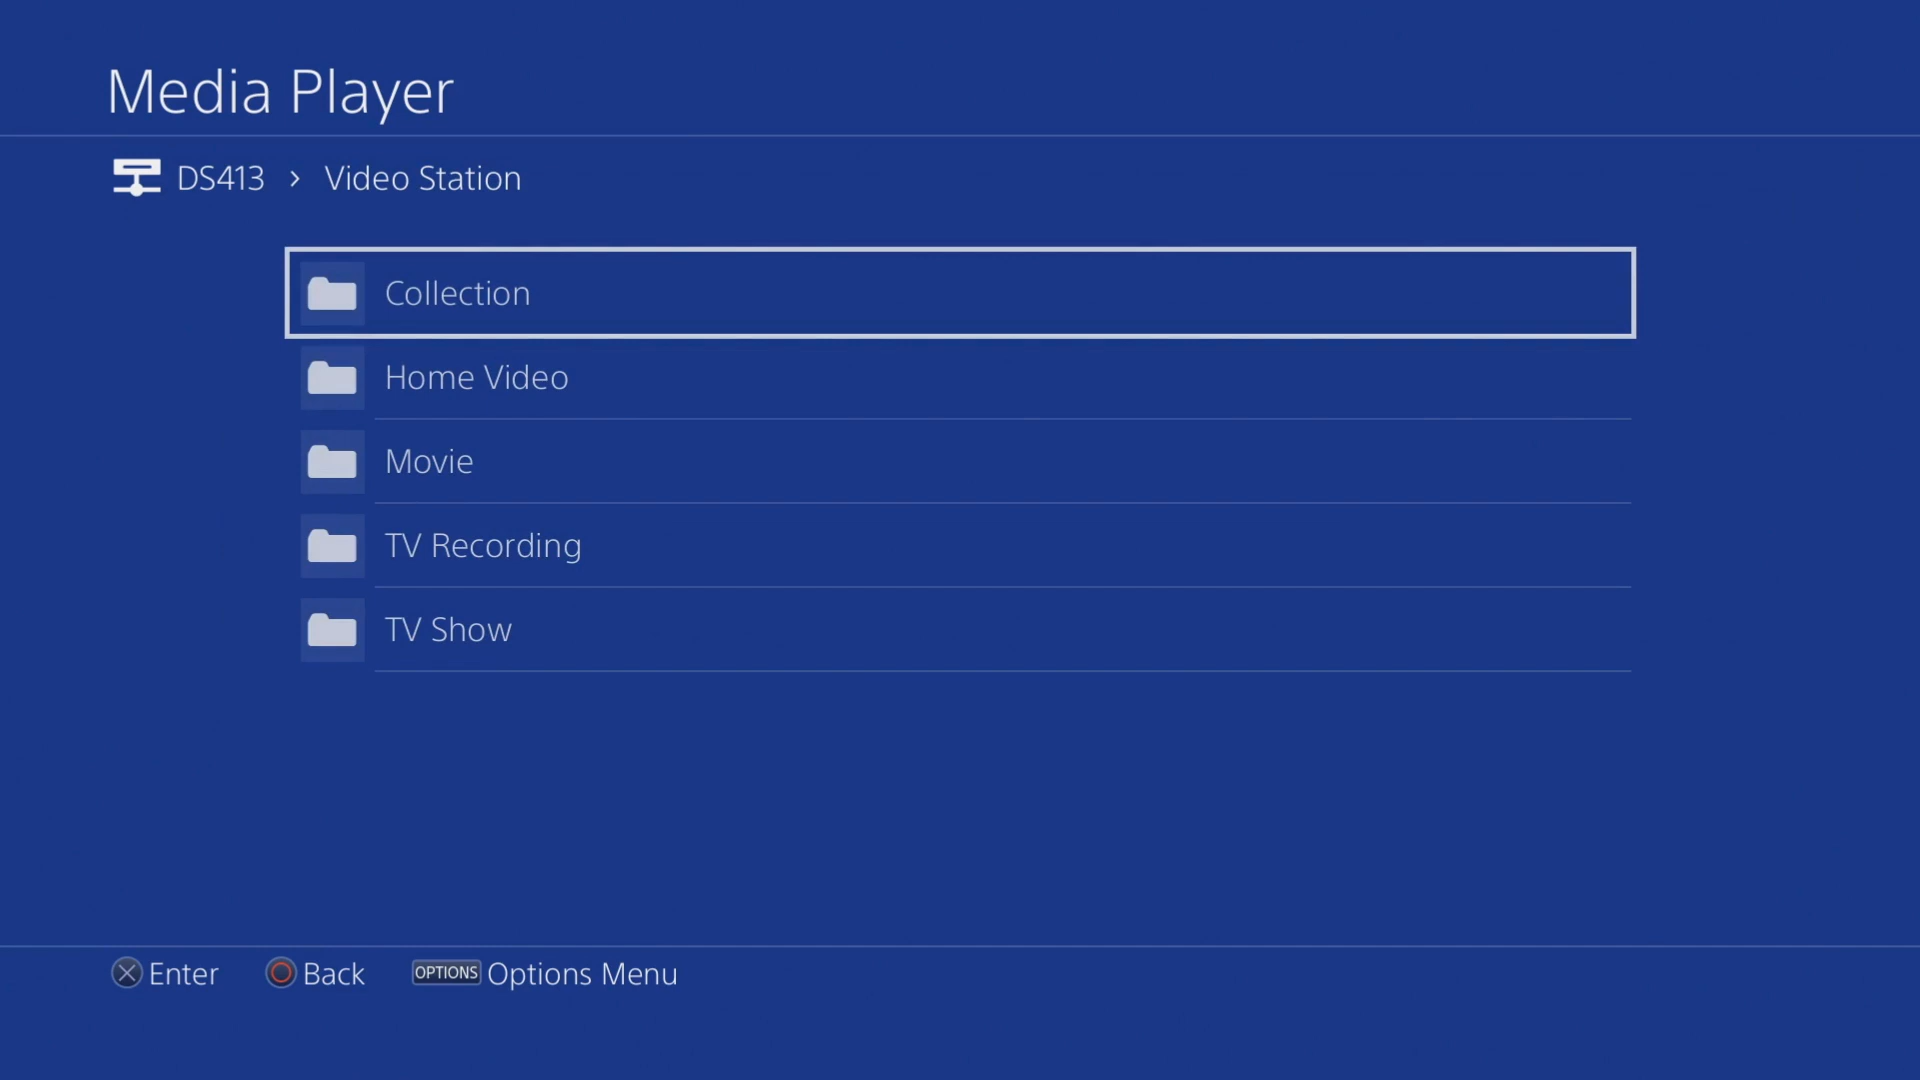 Media Player
DS413 > Video Station
Collection
Home Video
Movie
TV Recording
TV Show
Enter Back OPTIONS Options Menu